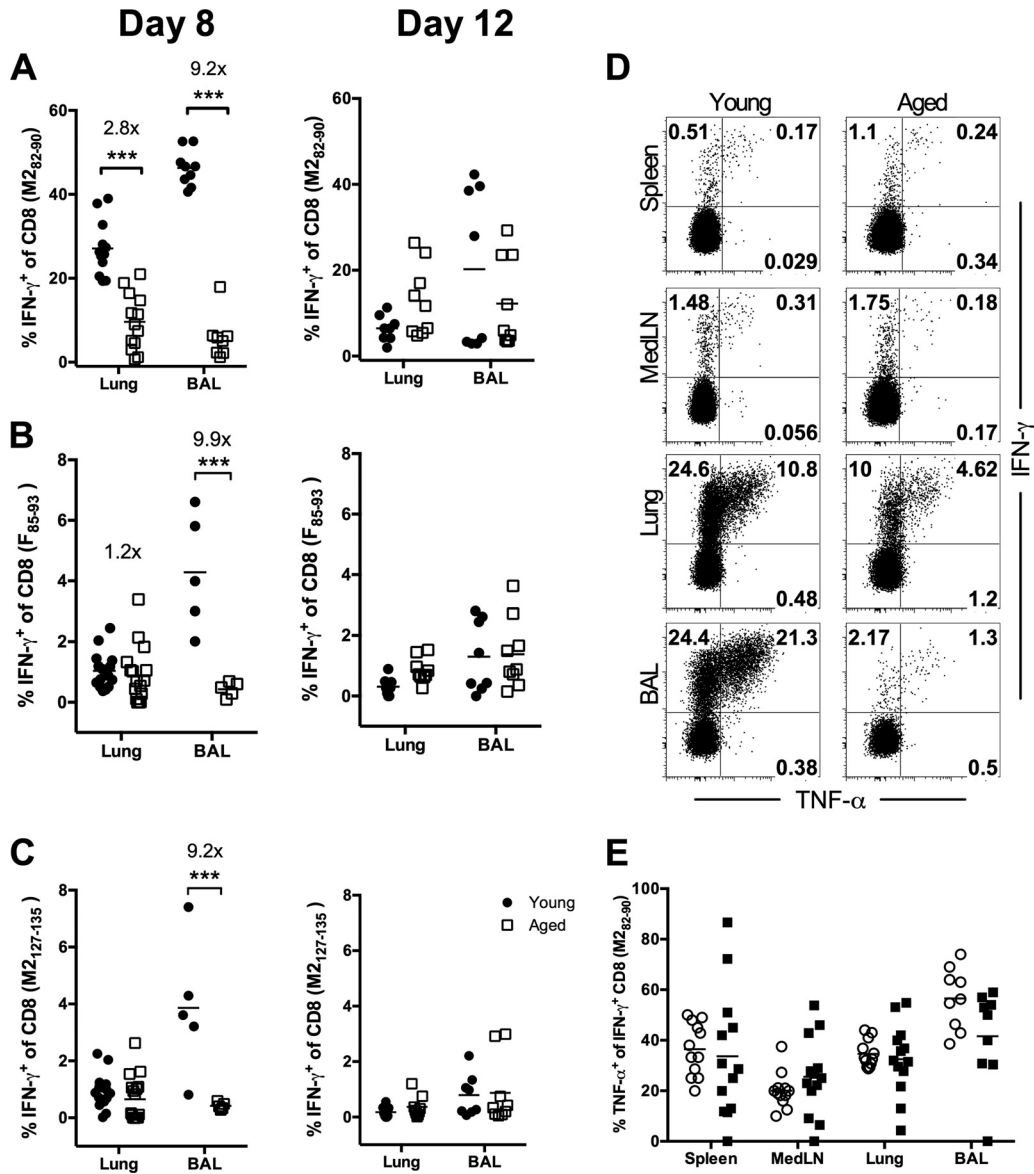 Day 8
Day 12
A
% IFN-γ+ of CD8 (M282-90)
60
40
20
0
2.8x
***
9.2x
***
Lung
BAL
% IFN-γ+ of CD8 (M282-90)
60
40
20
0
Lung
BAL
B
% IFN-γ+ of CD8 (F85-93)
8
6
4
2
0
1.2x
9.9x
***
Lung
BAL
% IFN-γ+ of CD8 (F85-93)
8
6
4
2
0
Lung
BAL
C
% IFN-γ+ of CD8 (M2127-135)
8
6
4
2
0
9.2x
***
Lung
BAL
% IFN-γ+ of CD8 (M2127-135)
8
6
4
2
0
Young
Aged
Lung
BAL
D
Young
Aged
Spleen
0.51
0.17
0.029
1.1
0.24
0.34
MedLN
1.48
0.31
0.056
1.75
0.18
0.17
Lung
24.6
10.8
0.48
10
4.62
1.2
BAL
24.4
21.3
0.38
2.17
1.3
0.5
IFN-γ
TNF-α
E
% TNF-α+ of IFN-γ+ CD8 (M282-90)
100
80
60
40
20
0
Spleen
MedLN
Lung
BAL